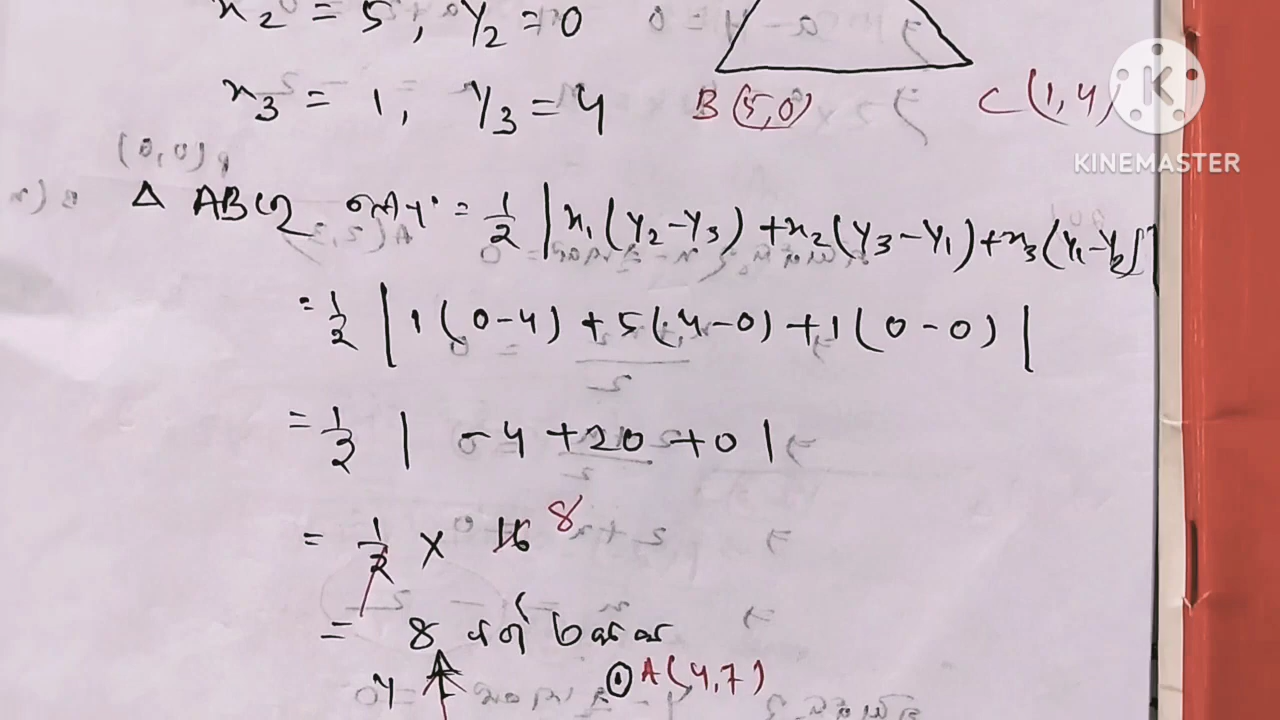 x₂ = 5, y₂ = 0
x₃ = 1, y₃ = 4
B (5,0)
C (1,4)
KINEMASTER
Δ ABC = 1/2 | x₁(y₂-y₃) + x₂(y₃-y₁) + x₃(y₁-y₂) |
= 1/2 | 1(0-4) + 5(4-0) + 1(0-0) |
= 1/2 | -4 + 20 + 0 |
= 1/2 × 16 8
= 8
y
A(4,7)